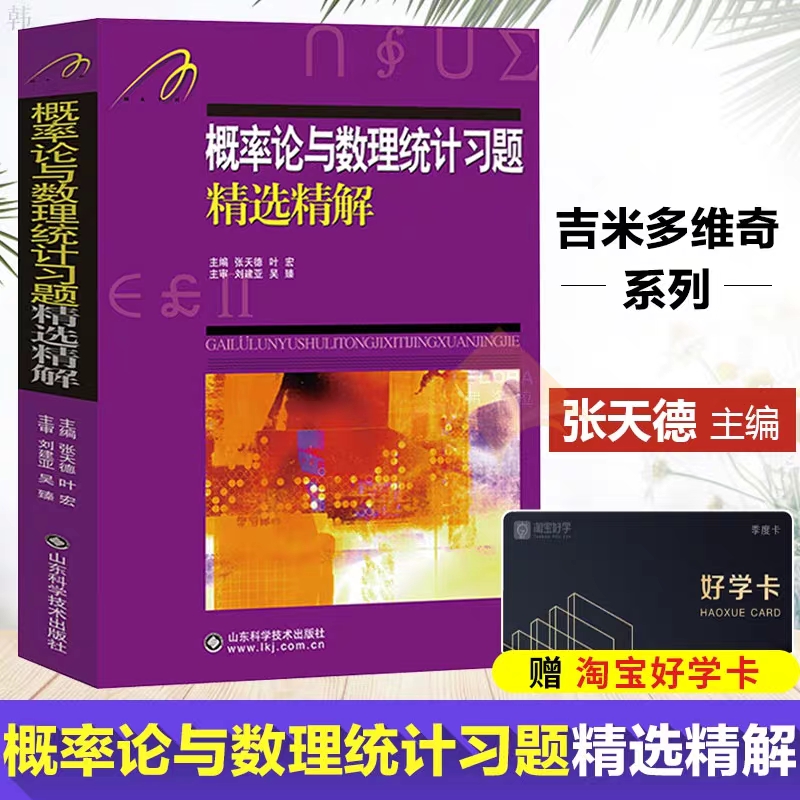 韩
概率论与数理统计习题精选精解
主编 张天德 叶 宏
主审 刘建亚 吴 臻
山东科学技术出版社
概率论与数理统计习题
精选精解
主编 张天德 叶 宏
主审 刘建亚 吴 臻
∈£II
GAILÜLUNYUSHULITONGJIXITIJINGXUANJINGJIE
山东科学技术出版社
www.lkj.com.cn
吉米多维奇
系列
张天德 主编
淘宝好学
季度卡
好学卡
HAOXUE CARD
赠 淘宝好学卡
概率论与数理统计习题精选精解